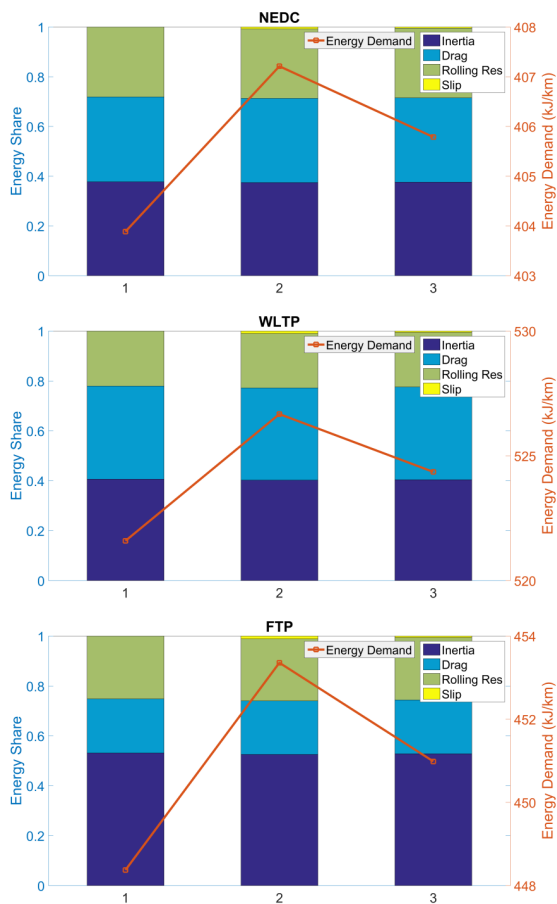 NEDC
Energy Share
1
0.8
0.6
0.4
0.2
0
Energy Demand
Inertia
Drag
Rolling Res
Slip
408
407
406
405
404
403
Energy Demand (kJ/km)
1 2 3
WLTP
Energy Share
1
0.8
0.6
0.4
0.2
0
Energy Demand
Inertia
Drag
Rolling Res
Slip
530
525
520
Energy Demand (kJ/km)
1 2 3
FTP
Energy Share
1
0.8
0.6
0.4
0.2
0
Energy Demand
Inertia
Drag
Rolling Res
Slip
454
452
450
448
Energy Demand (kJ/km)
1 2 3